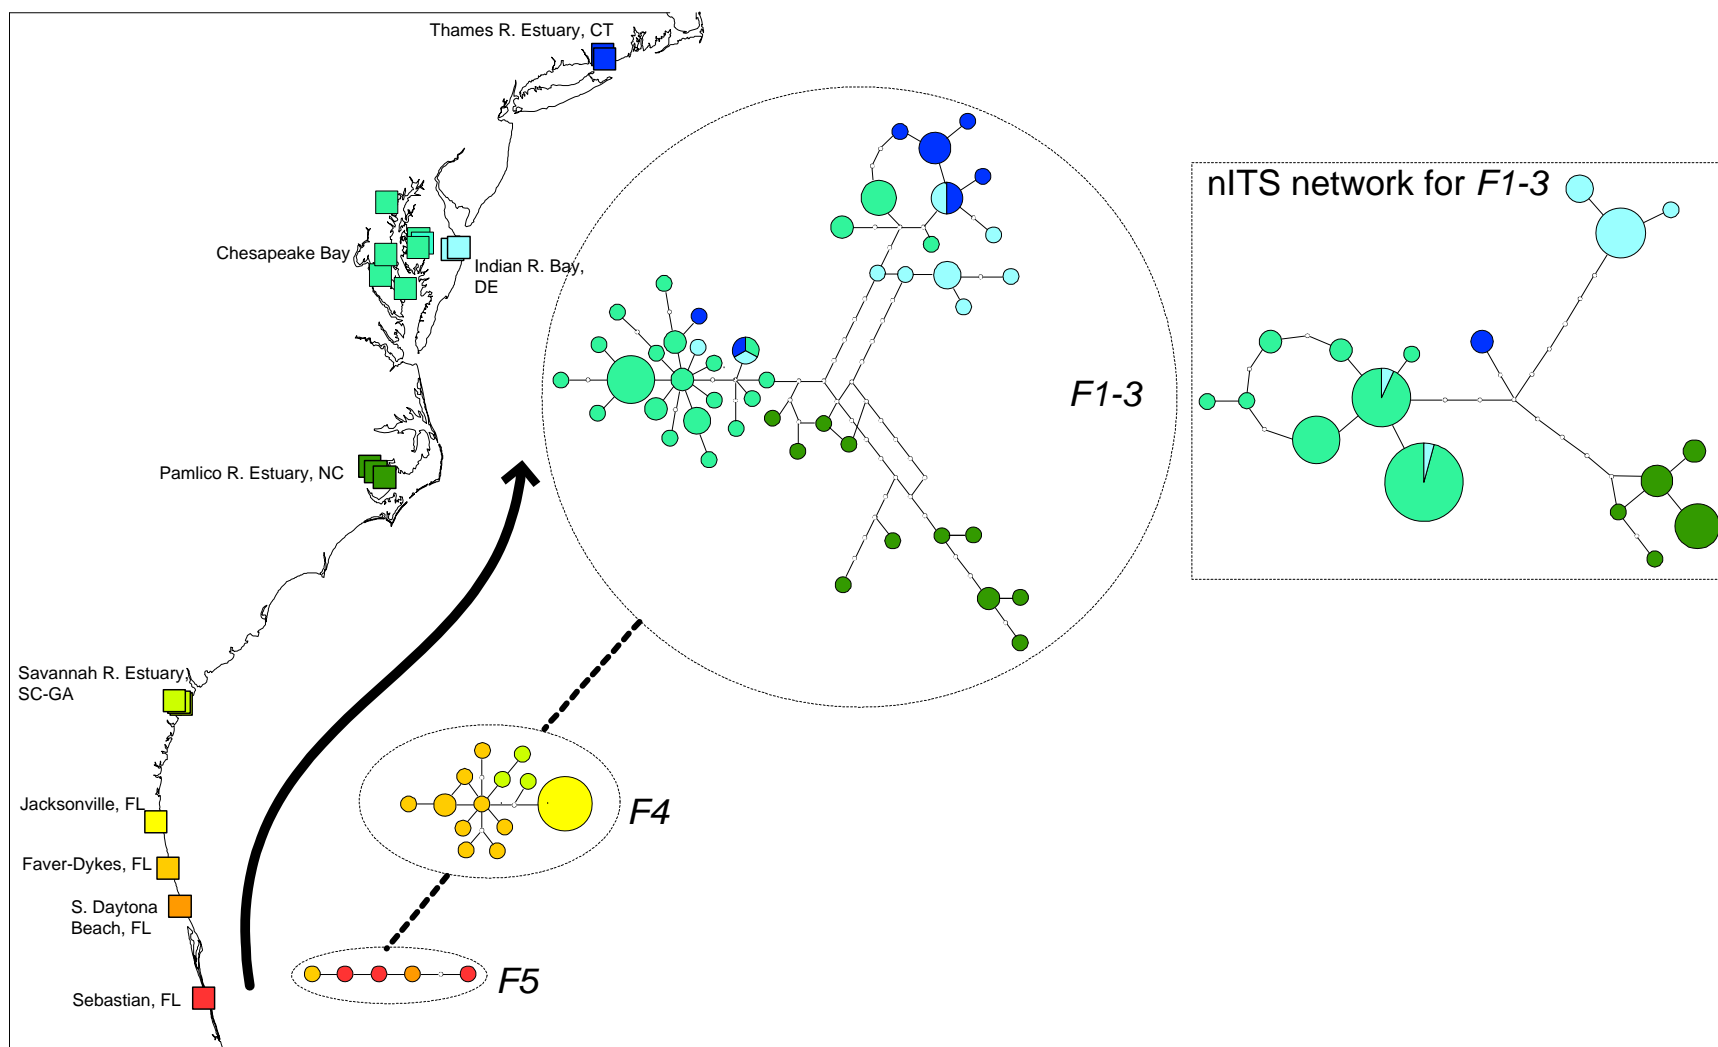 Thames R. Estuary, CT
Chesapeake Bay
Indian R. Bay,
DE
Pamlico R. Estuary, NC
Savannah R. Estuary,
SC-GA
Jacksonville, FL
Faver-Dykes, FL
S. Daytona
Beach, FL
Sebastian, FL
F1-3
F4
F5
nITS network for F1-3